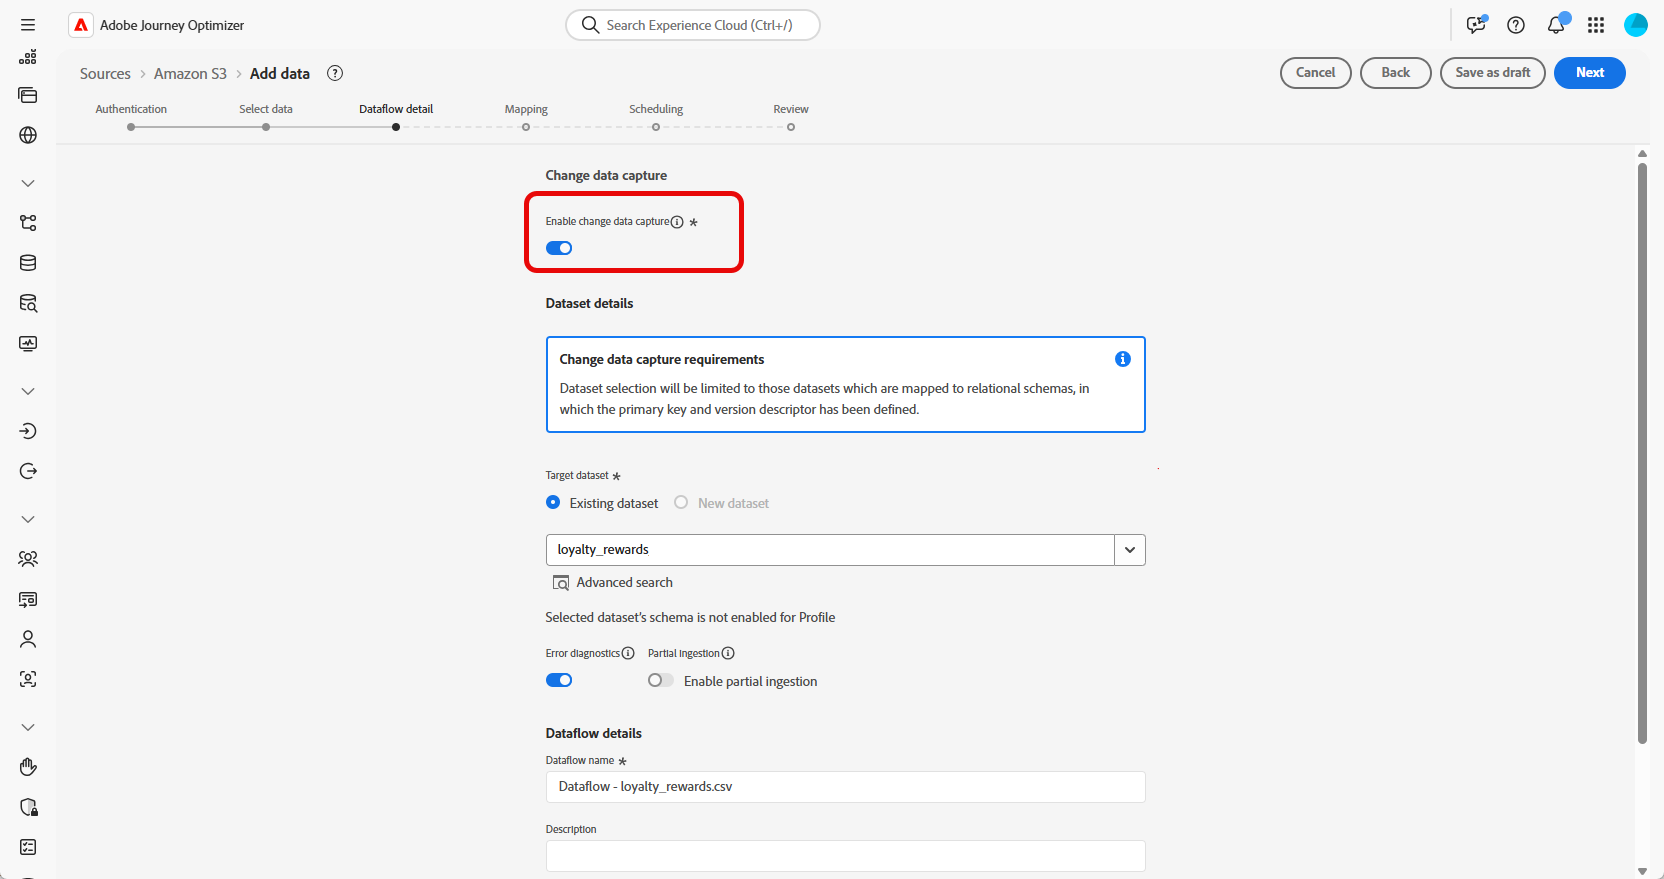 Adobe Journey Optimizer
Search Experience Cloud (Ctrl+/)
Sources > Amazon S3 > Add data
Cancel
Back
Save as draft
Next
Authentication
Select data
Dataflow detail
Mapping
Scheduling
Review
Change data capture
Enable change data capture *
Dataset details
Change data capture requirements
Dataset selection will be limited to those datasets which are mapped to relational schemas, in
which the primary key and version descriptor has been defined.
Target dataset *
Existing dataset
New dataset
loyalty_rewards
Advanced search
Selected dataset's schema is not enabled for Profile
Error diagnostics
Partial ingestion
Enable partial ingestion
Dataflow details
Dataflow name *
Dataflow - loyalty_rewards.csv
Description